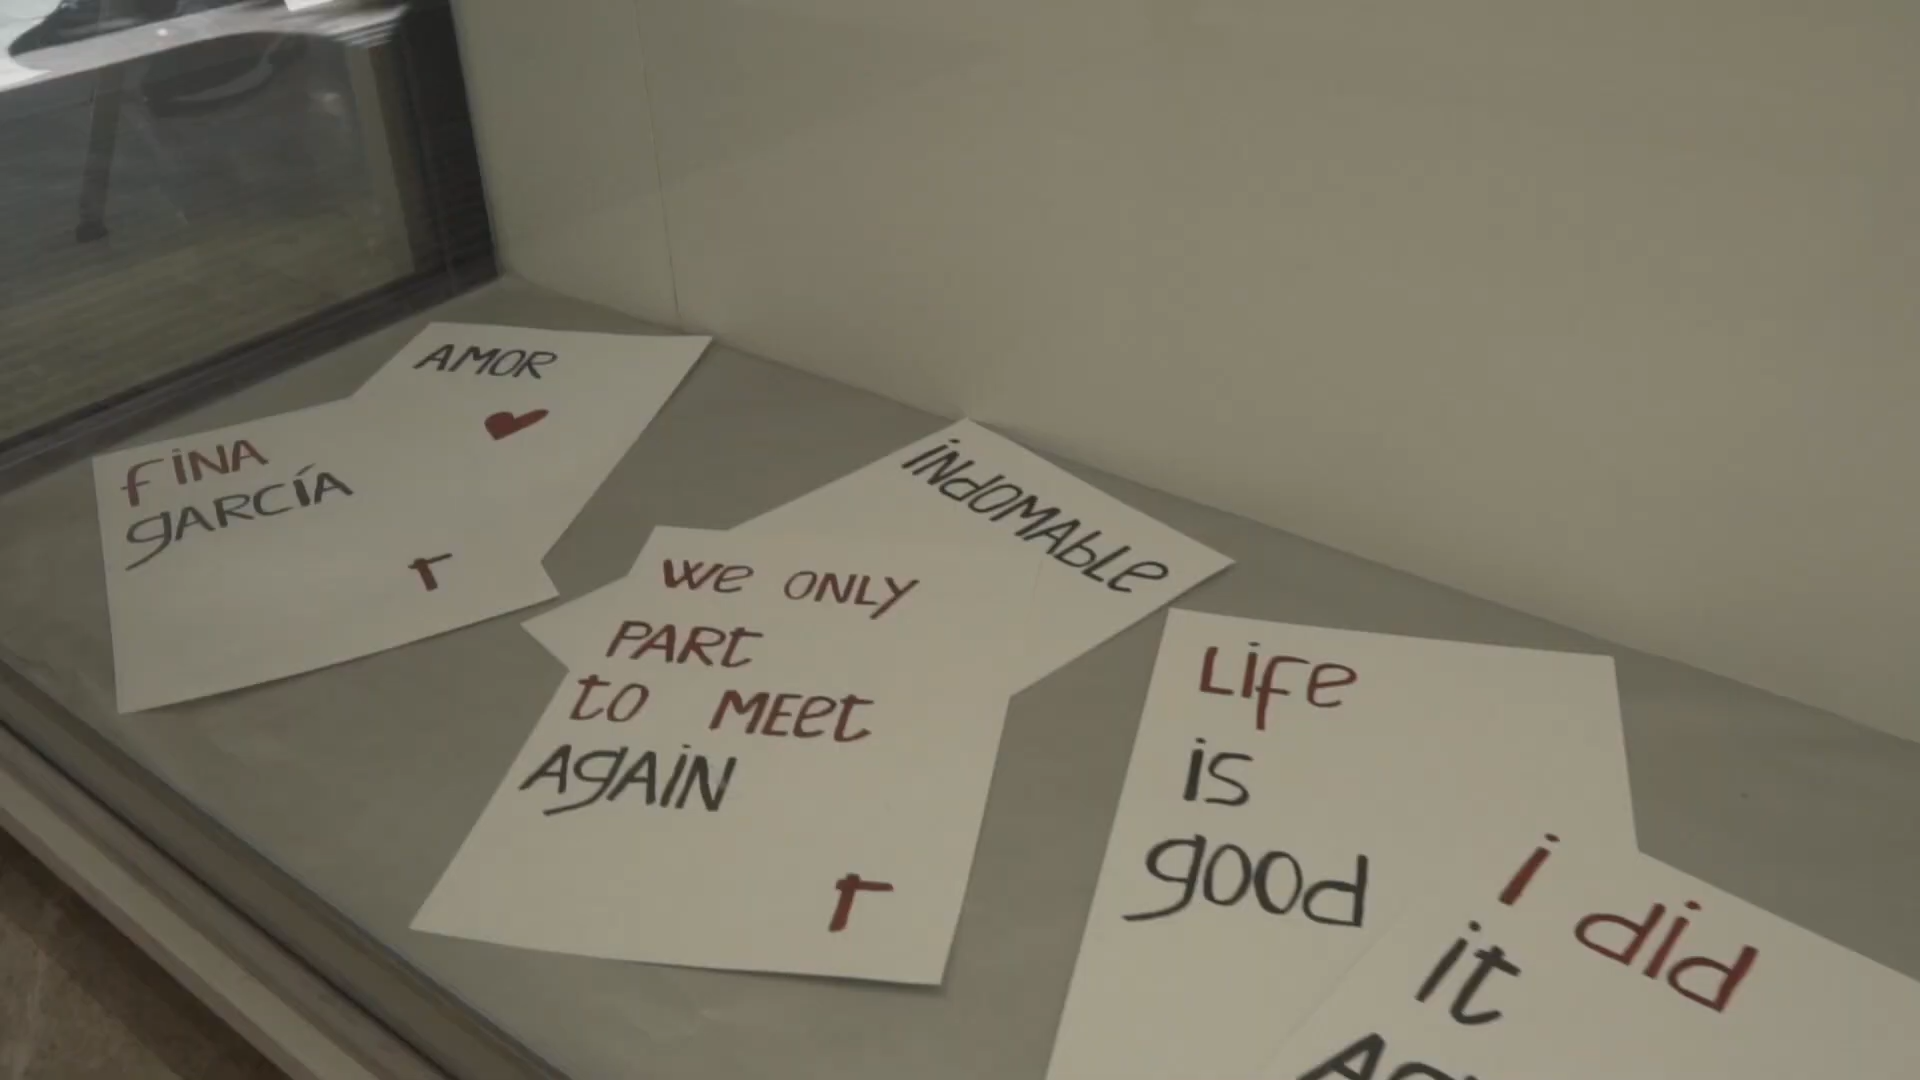 AMOR
FiNA
gARCÍA
r
iNdOMAbLe
We ONLY
PARt
to MEet
AgAiN
r
Life
is
good
i did
it